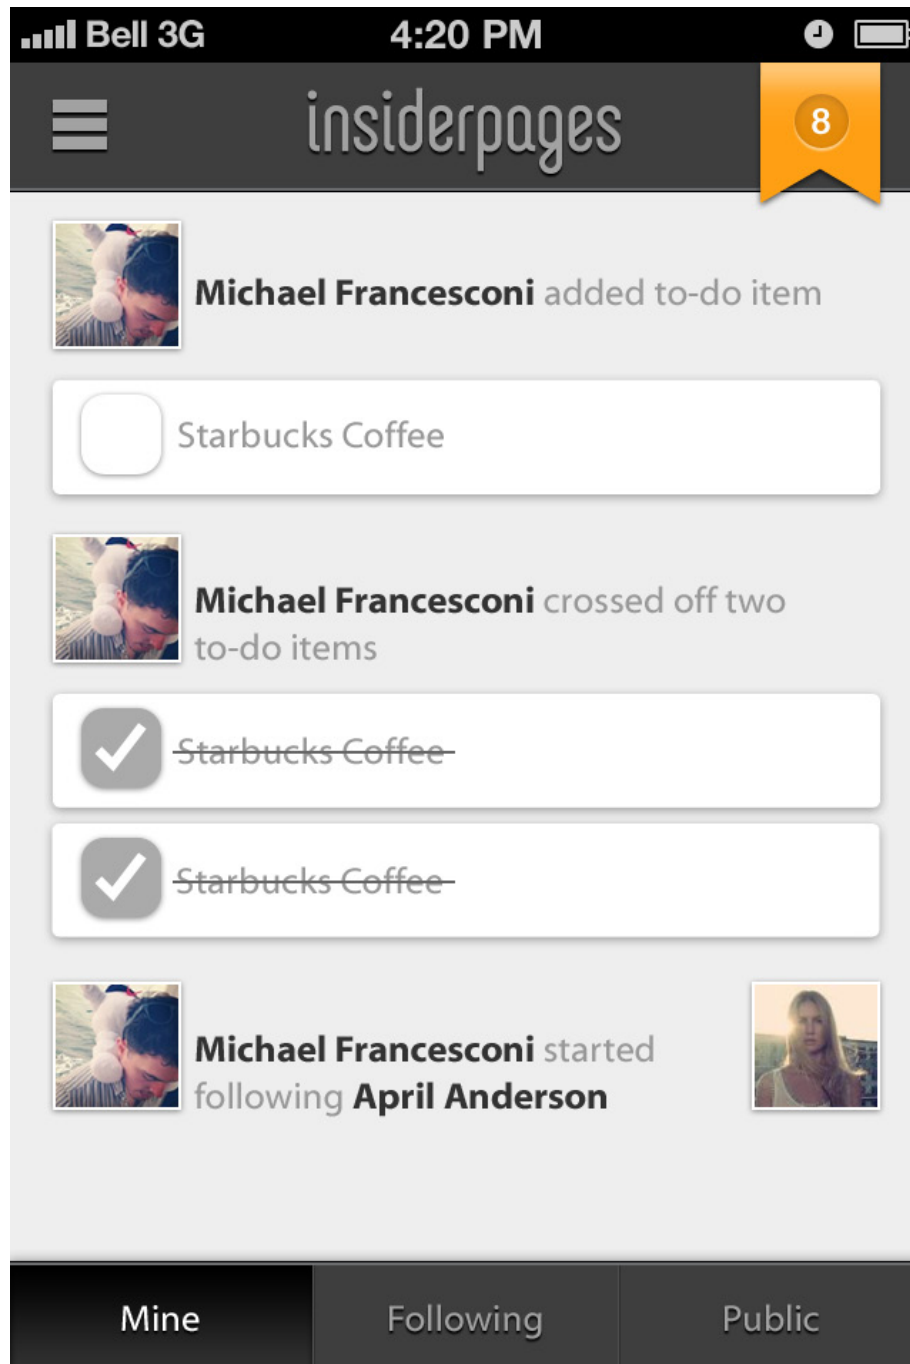 Bell 3G 4:20 PM
insiderpages 8
Michael Francesconi added to-do item
Starbucks Coffee
Michael Francesconi crossed off two
to-do items
Starbucks Coffee
Starbucks Coffee
Michael Francesconi started
following April Anderson
Mine Following Public